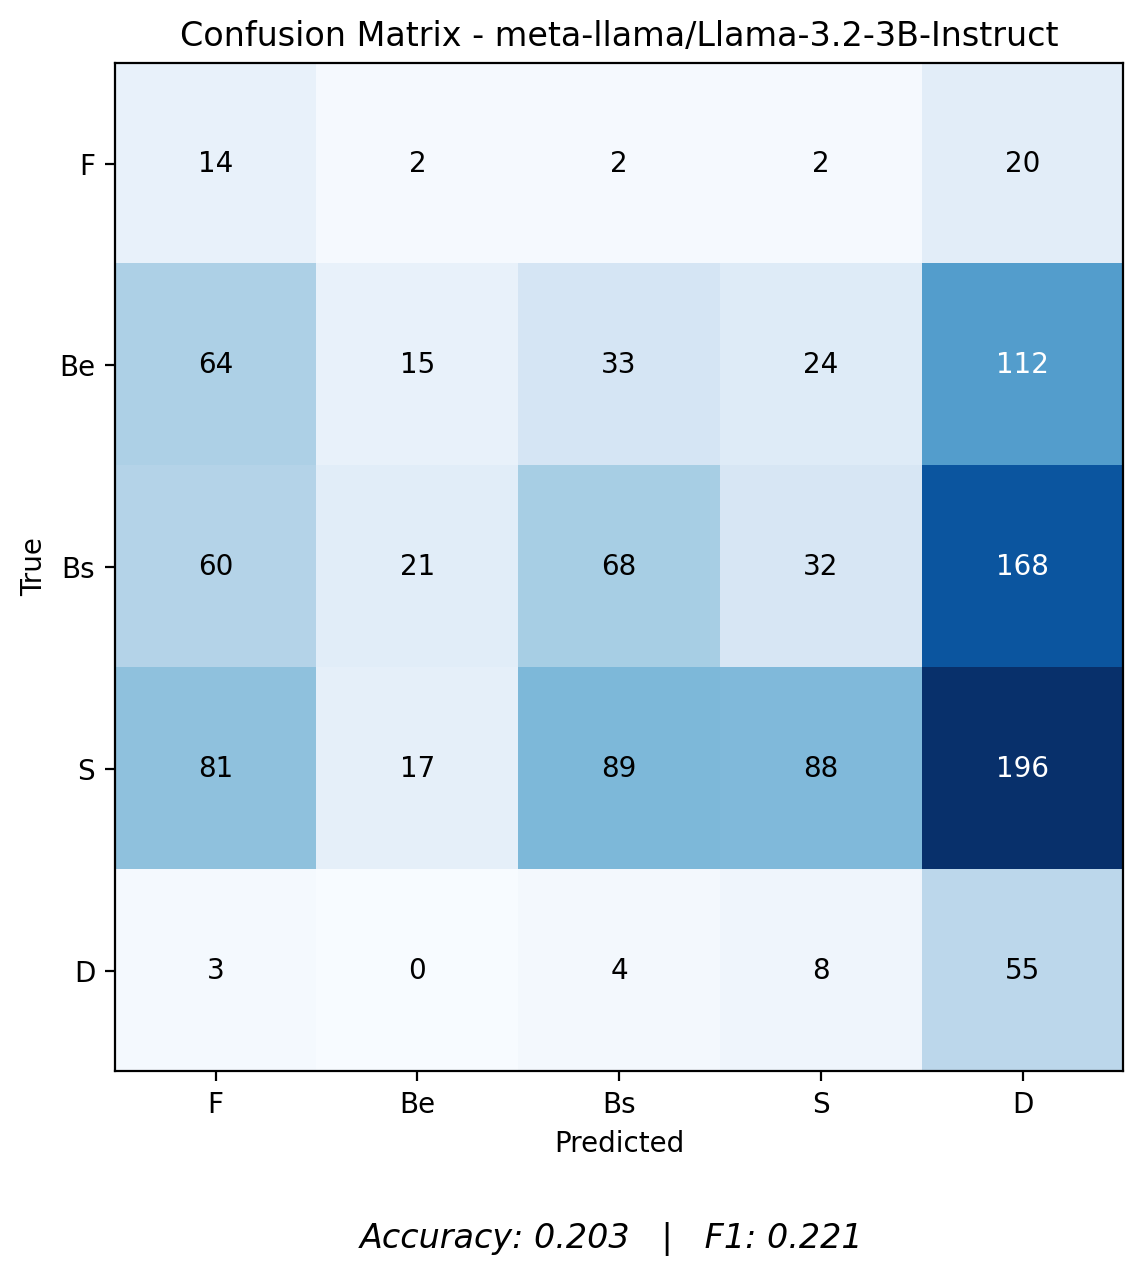 Confusion Matrix - meta-llama/Llama-3.2-3B-Instruct
F 14 2 2 2 20
Be 64 15 33 24 112
Bs 60 21 68 32 168
S 81 17 89 88 196
D 3 0 4 8 55
True
F Be Bs S D
Predicted
Accuracy: 0.203 | F1: 0.221